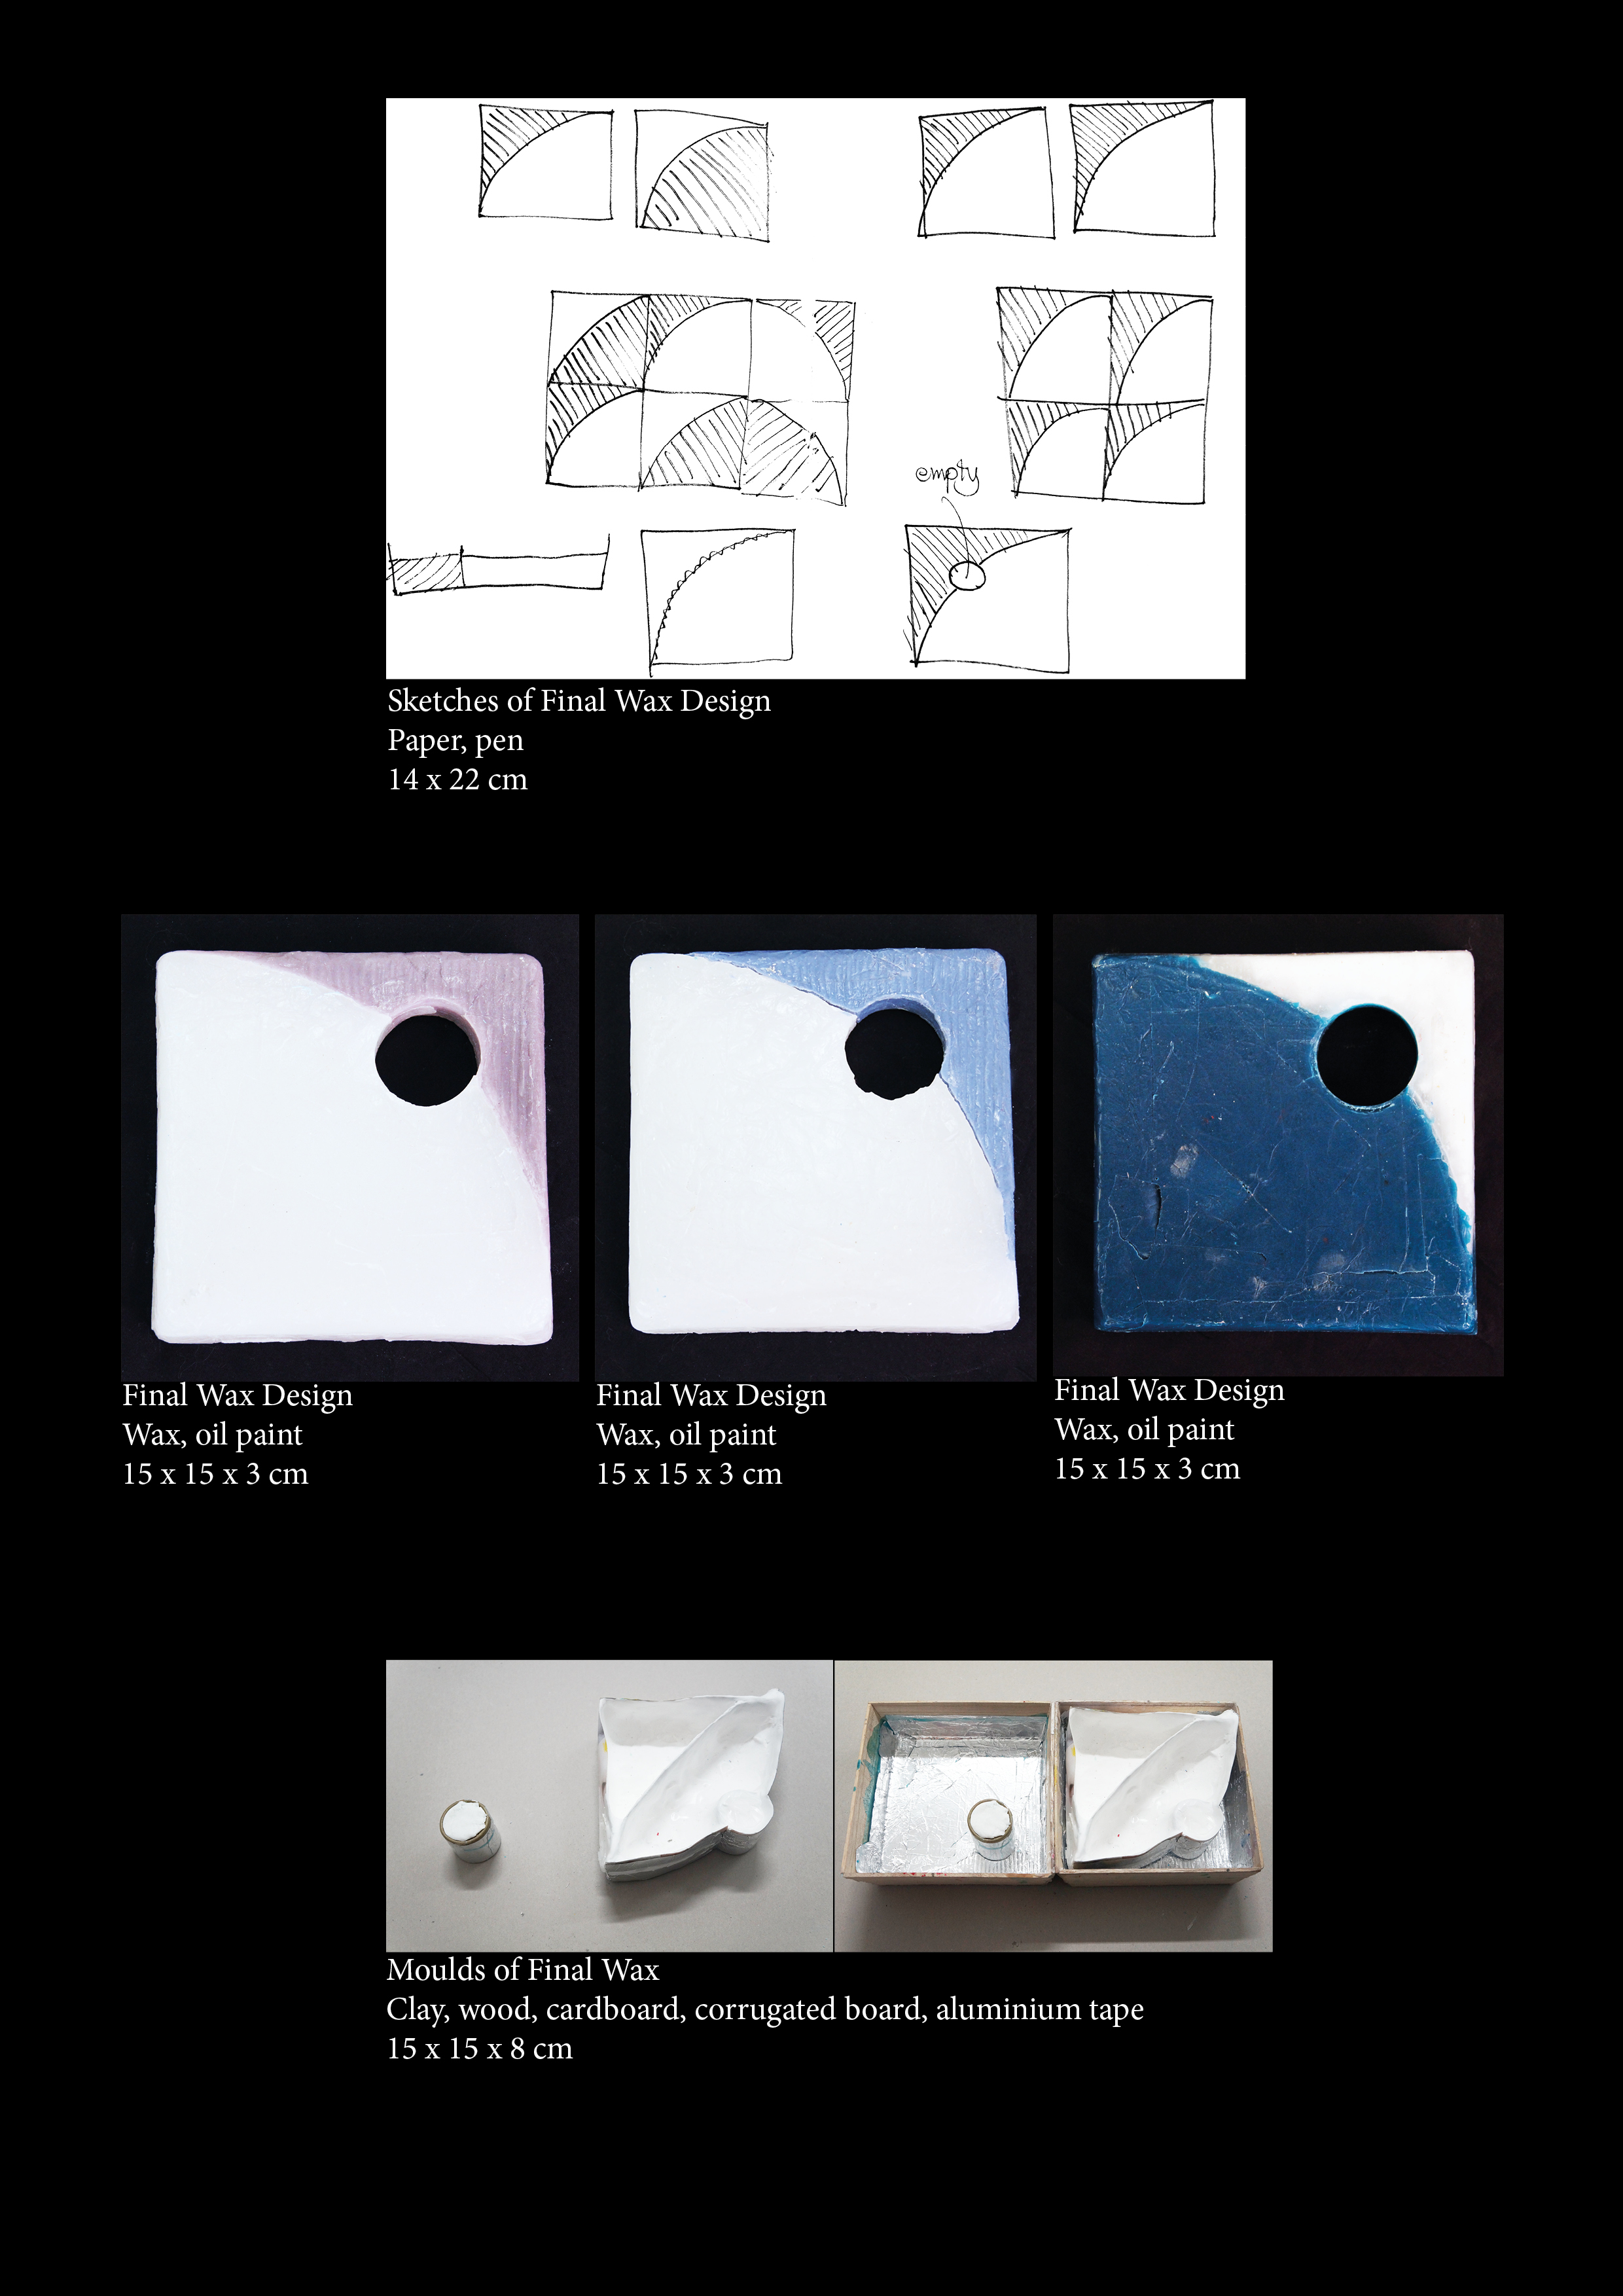 empty
Sketches of Final Wax Design
Paper, pen
14 x 22 cm
Final Wax Design
Wax, oil paint
15 x 15 x 3 cm
Final Wax Design
Wax, oil paint
15 x 15 x 3 cm
Final Wax Design
Wax, oil paint
15 x 15 x 3 cm
Moulds of Final Wax
Clay, wood, cardboard, corrugated board, aluminium tape
15 x 15 x 8 cm